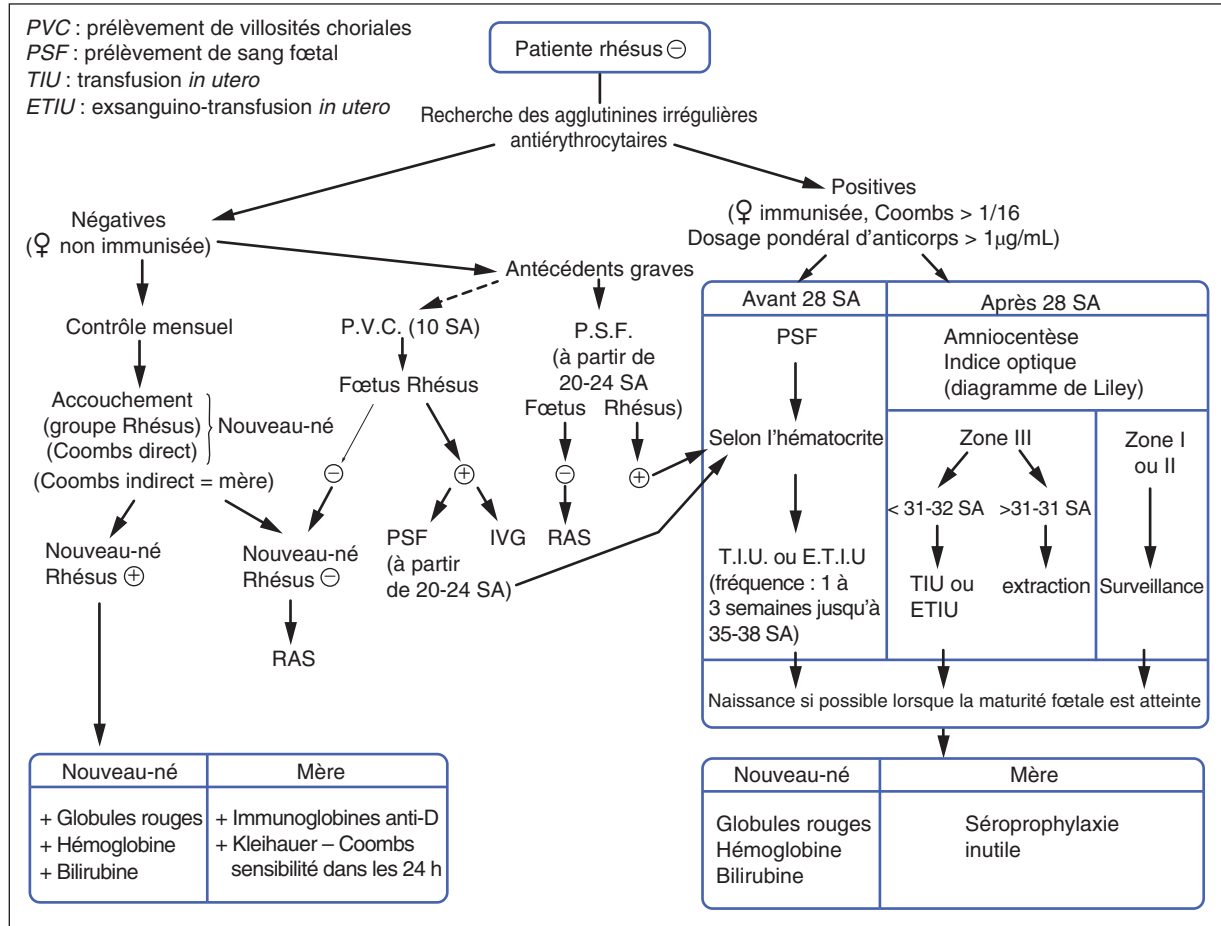 PVC : prélèvement de villosités choriales
PSF : prélèvement de sang fœtal
TIU : transfusion in utero
ETIU : exsanguino-transfusion in utero
Patiente rhésus ⊖
Recherche des agglutinines irrégulières
antiérythrocytaires
Négatives
(♀ non immunisée)
Positives
(♀ immunisée, Coombs > 1/16
Dosage pondéral d'anticorps > 1μg/mL)
Contrôle mensuel
Accouchement
(groupe Rhésus)
(Coombs direct)
Nouveau-né
(Coombs indirect = mère)
Nouveau-né
Rhésus ⊕
Nouveau-né
Rhésus ⊖
RAS
Antécédents graves
P.V.C. (10 SA)
Fœtus Rhésus
⊖
⊕
PSF
(à partir
de 20-24 SA)
IVG
P.S.F.
(à partir de
20-24 SA
Fœtus Rhésus)
⊖
⊕
RAS
Avant 28 SA
PSF
Selon l'hématocrite
T.I.U. ou E.T.I.U
(fréquence : 1 à
3 semaines jusqu'à
35-38 SA)
Après 28 SA
Amniocentèse
Indice optique
(diagramme de Liley)
Zone III
< 31-32 SA >31-31 SA
TIU ou
ETIU
extraction
Zone I
ou II
Surveillance
Naissance si possible lorsque la maturité fœtale est atteinte
Nouveau-né
+ Globules rouges
+ Hémoglobine
+ Bilirubine
Mère
+ Immunoglobines anti-D
+ Kleihauer – Coombs
sensibilité dans les 24 h
Nouveau-né
Globules rouges
Hémoglobine
Bilirubine
Mère
Séroprophylaxie
inutile